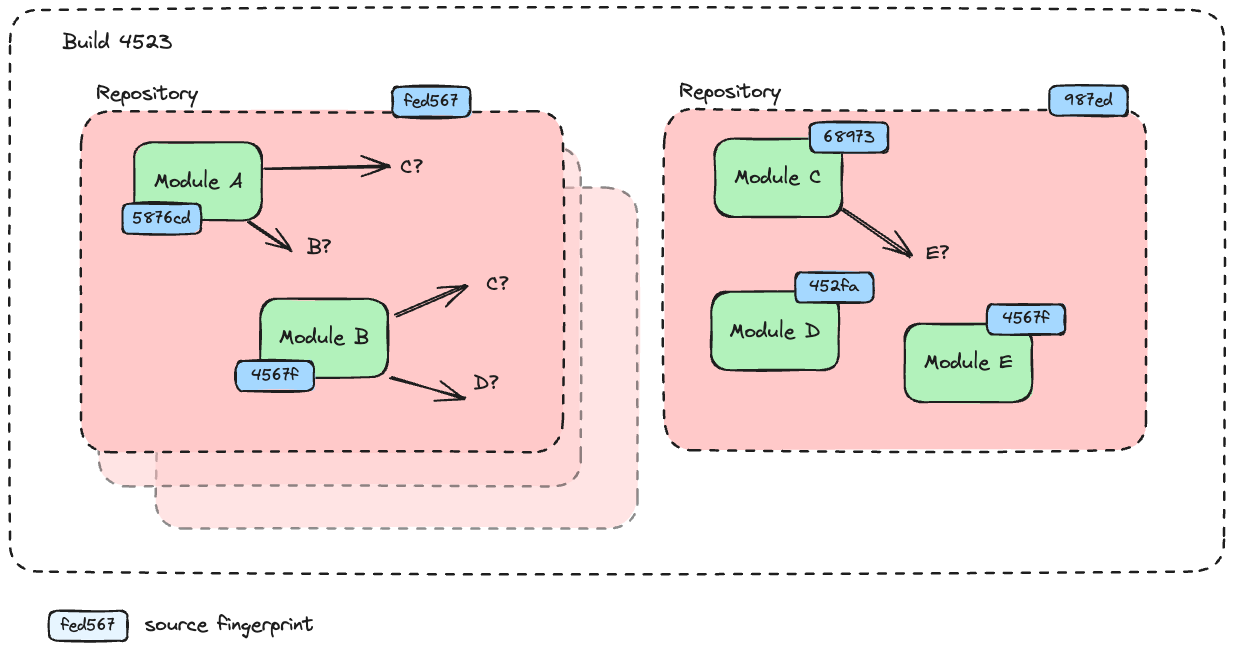 Build 4523
Repository
fed567
Module A
5876cd
C?
B?
Module B
4567f
C?
D?
Repository
987ed
Module C
68973
E?
Module D
452fa
Module E
4567f
fed567
source fingerprint